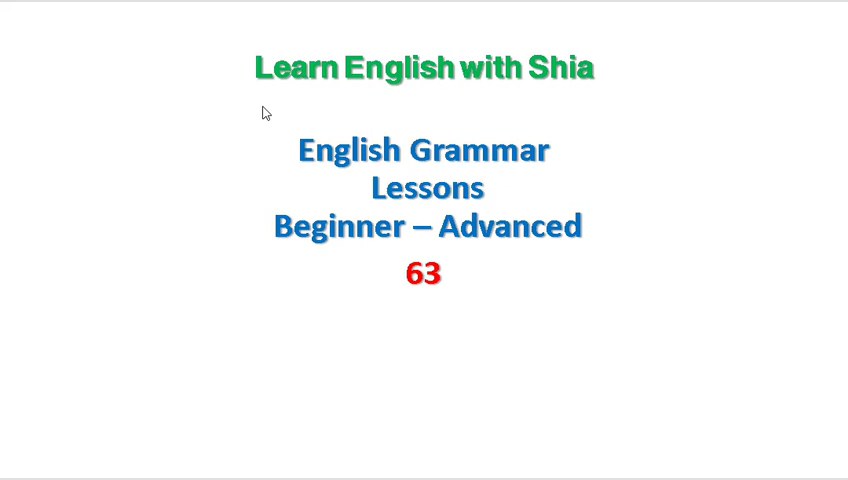 Learn English with Shia
English Grammar
Lessons
Beginner – Advanced
63